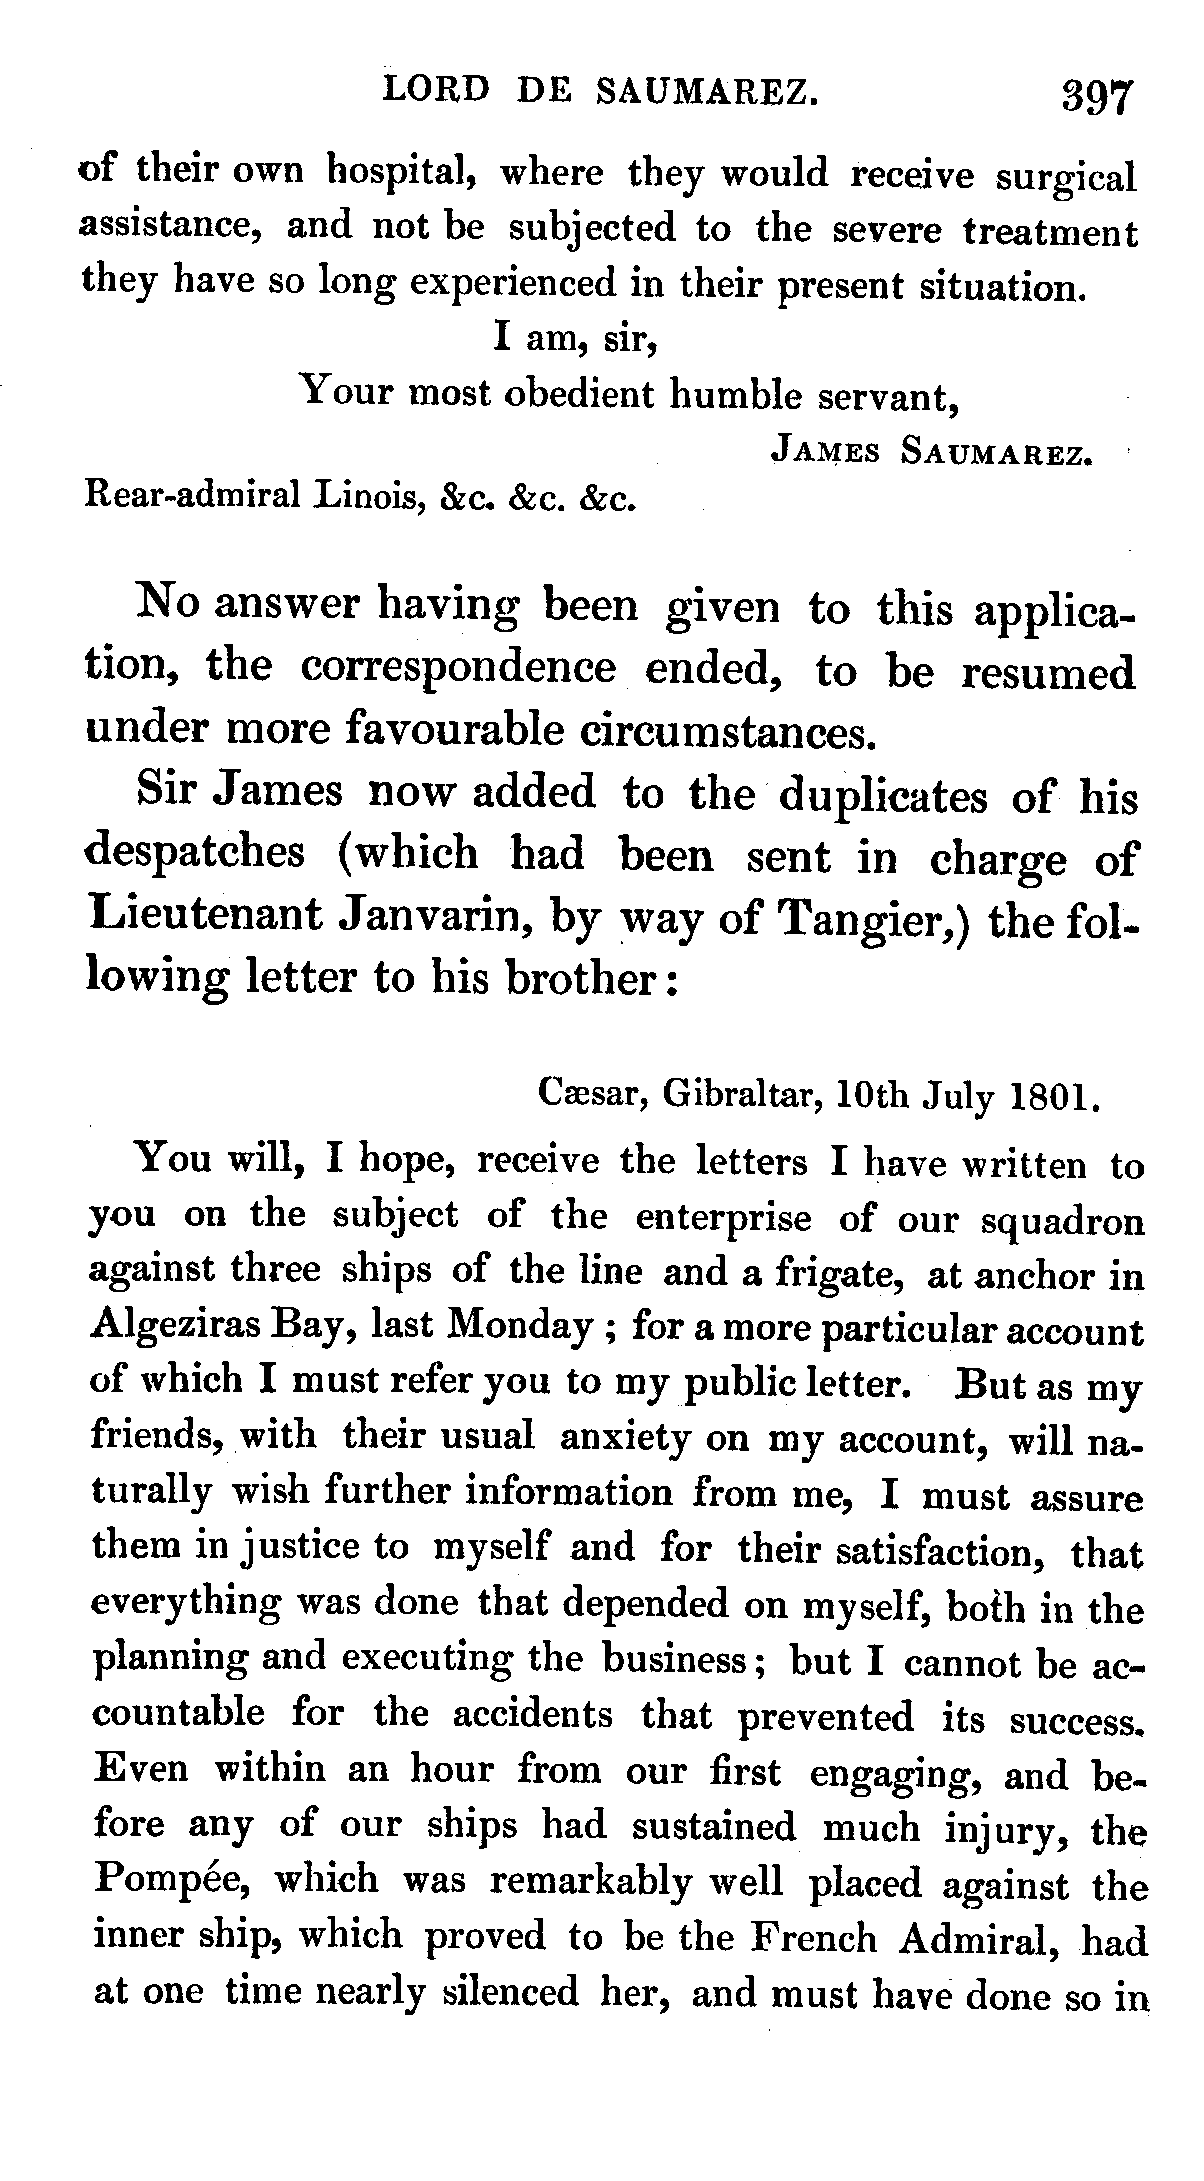 LORD DE SAUMAREZ. 397
of their own hospital, where they would receive surgical
assistance, and not be subjected to the severe treatment
they have so long experienced in their present situation.
I am, sir,
Your most obedient humble servant,
JAMES SAUMAREZ.
Rear-admiral Linois, &c. &c. &c.
No answer having been given to this applica-
tion, the correspondence ended, to be resumed
under more favourable circumstances.
Sir James now added to the duplicates of his
despatches (which had been sent in charge of
Lieutenant Janvarin, by way of Tangier,) the fol-
lowing letter to his brother:
Cæsar, Gibraltar, 10th July 1801.
You will, I hope, receive the letters I have written to
you on the subject of the enterprise of our squadron
against three ships of the line and a frigate, at anchor in
Algeziras Bay, last Monday; for a more particular account
of which I must refer you to my public letter. But as my
friends, with their usual anxiety on my account, will na-
turally wish further information from me, I must assure
them in justice to myself and for their satisfaction, that
everything was done that depended on myself, both in the
planning and executing the business; but I cannot be ac-
countable for the accidents that prevented its success.
Even within an hour from our first engaging, and be-
fore any of our ships had sustained much injury, the
Pompée, which was remarkably well placed against the
inner ship, which proved to be the French Admiral, had
at one time nearly silenced her, and must have done so in